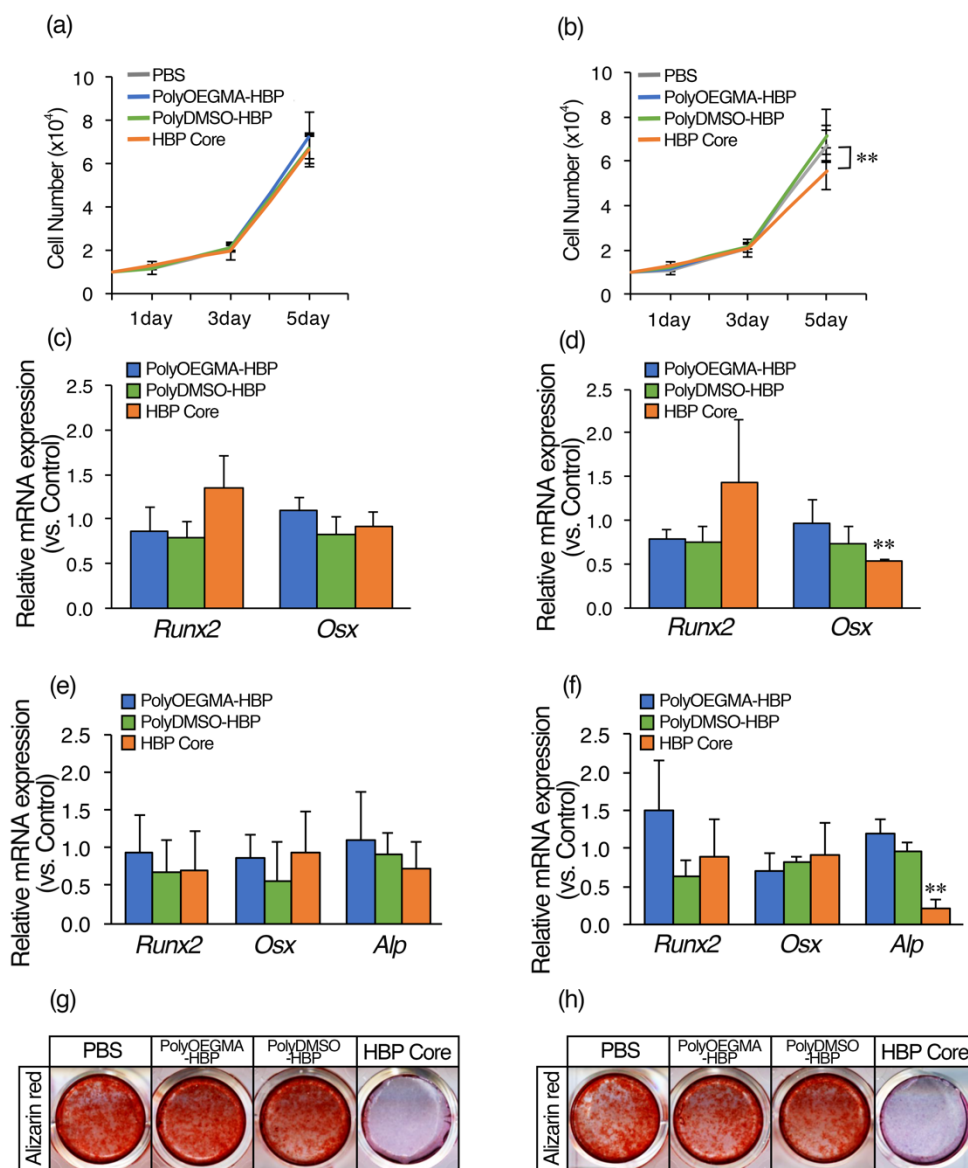 (a)
PBS
PolyOEGMA-HBP
PolyDMSO-HBP
HBP Core
Cell Number (x10⁴)
10
8
6
4
2
0
1day 3day 5day
(b)
PBS
PolyOEGMA-HBP
PolyDMSO-HBP
HBP Core
Cell Number (x10⁴)
10
8
6
4
2
0
**
1day 3day 5day
(c)
PolyOEGMA-HBP
PolyDMSO-HBP
HBP Core
Relative mRNA expression
(vs. Control)
2.5
2.0
1.5
1.0
0.5
0.0
Runx2 Osx
(d)
PolyOEGMA-HBP
PolyDMSO-HBP
HBP Core
Relative mRNA expression
(vs. Control)
2.5
2.0
1.5
1.0
0.5
0.0
**
Runx2 Osx
(e)
PolyOEGMA-HBP
PolyDMSO-HBP
HBP Core
Relative mRNA expression
(vs. Control)
2.5
2.0
1.5
1.0
0.5
0.0
Runx2 Osx Alp
(f)
PolyOEGMA-HBP
PolyDMSO-HBP
HBP Core
Relative mRNA expression
(vs. Control)
2.5
2.0
1.5
1.0
0.5
0.0
**
Runx2 Osx Alp
(g)
PBS
PolyOEGMA
-HBP
PolyDMSO
-HBP
HBP Core
Alizarin red
(h)
PBS
PolyOEGMA
-HBP
PolyDMSO
-HBP
HBP Core
Alizarin red